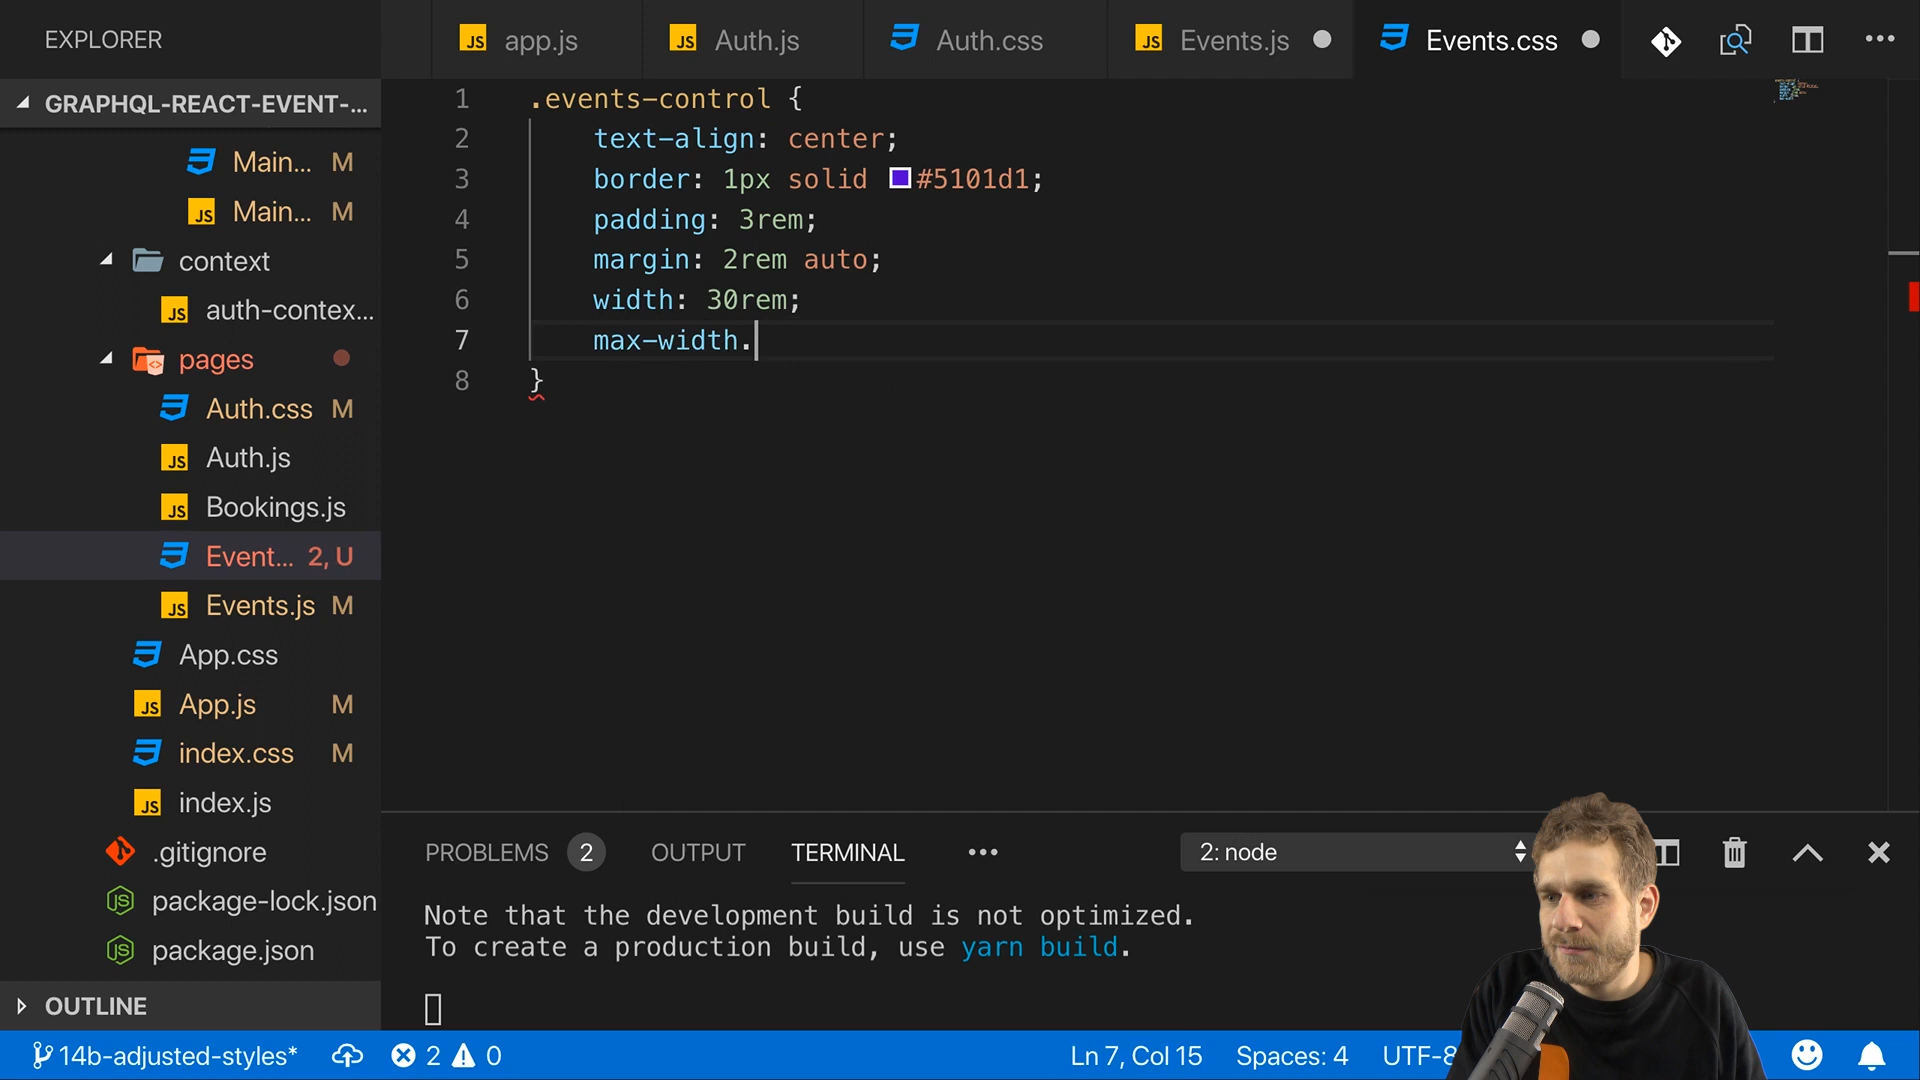 EXPLORER
GRAPHQL-REACT-EVENT-...
Main... M
Main... M
context
auth-contex...
pages
Auth.css M
Auth.js
Bookings.js
Event... 2, U
Events.js M
App.css
App.js M
index.css M
index.js
.gitignore
package-lock.json
package.json
OUTLINE
app.js Auth.js Auth.css Events.js Events.css
1 .events-control {
2 text-align: center;
3 border: 1px solid #5101d1;
4 padding: 3rem;
5 margin: 2rem auto;
6 width: 30rem;
7 max-width.
8 }
PROBLEMS 2 OUTPUT TERMINAL ... 2: node
Note that the development build is not optimized.
To create a production build, use yarn build.
14b-adjusted-styles* 2 0 Ln 7, Col 15 Spaces: 4 UTF-8